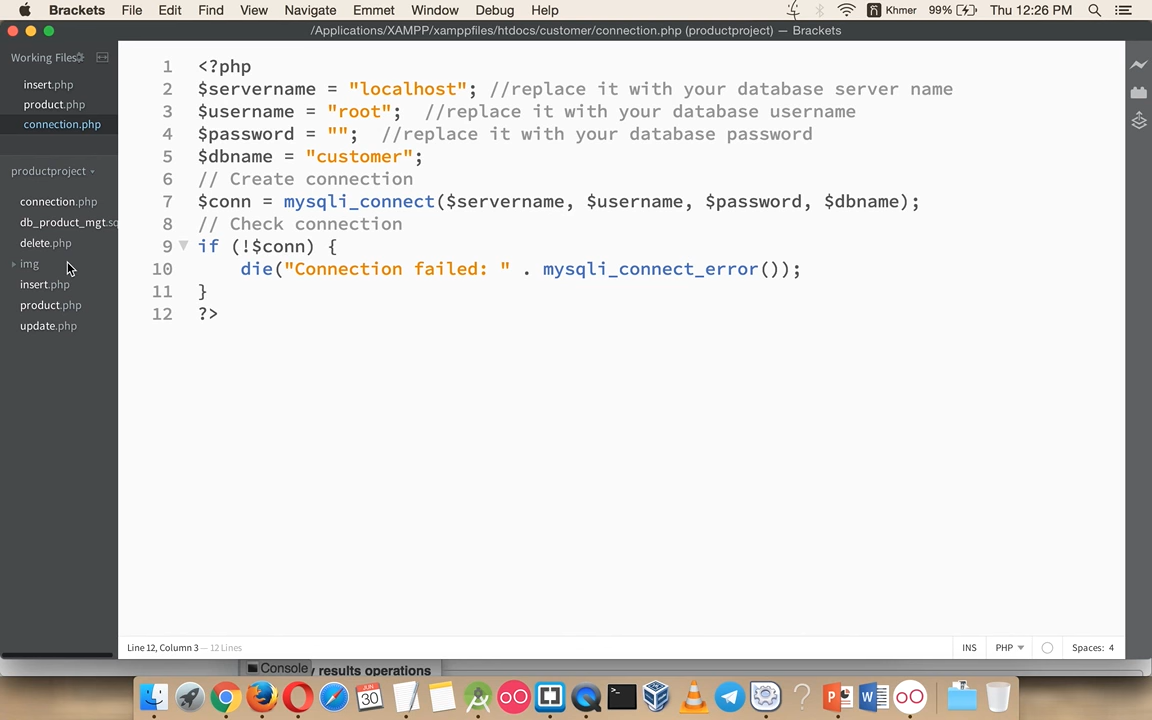 Brackets File Edit Find View Navigate Emmet Window Debug Help Khmer 99% Thu 12:26 PM
/Applications/XAMPP/xamppfiles/htdocs/customer/connection.php (productproject) — Brackets
Working Files
insert.php
product.php
connection.php
productproject
connection.php
db_product_mgt.sq
delete.php
img
insert.php
product.php
update.php
1 <?php
2 $servername = "localhost"; //replace it with your database server name
3 $username = "root";  //replace it with your database username
4 $password = "";  //replace it with your database password
5 $dbname = "customer";
6 // Create connection
7 $conn = mysqli_connect($servername, $username, $password, $dbname);
8 // Check connection
9 if (!$conn) {
10     die("Connection failed: " . mysqli_connect_error());
11 }
12 ?>
Line 12, Column 3 — 12 Lines INS PHP Spaces: 4
Console
results operations
JUN
30